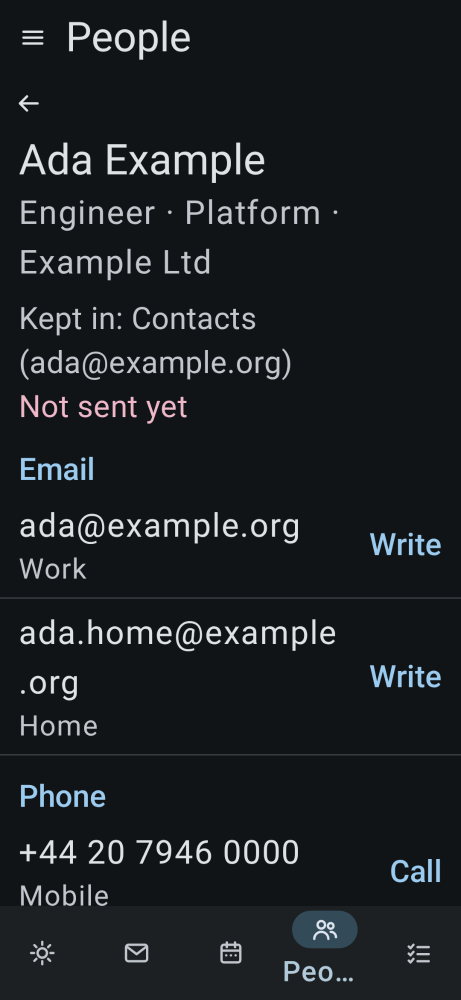 People
Ada Example
Engineer · Platform ·
Example Ltd
Kept in: Contacts
(ada@example.org)
Not sent yet
Email
ada@example.org
Work
Write
ada.home@example
.org
Home
Write
Phone
+44 20 7946 0000
Mobile
Call
Peo…